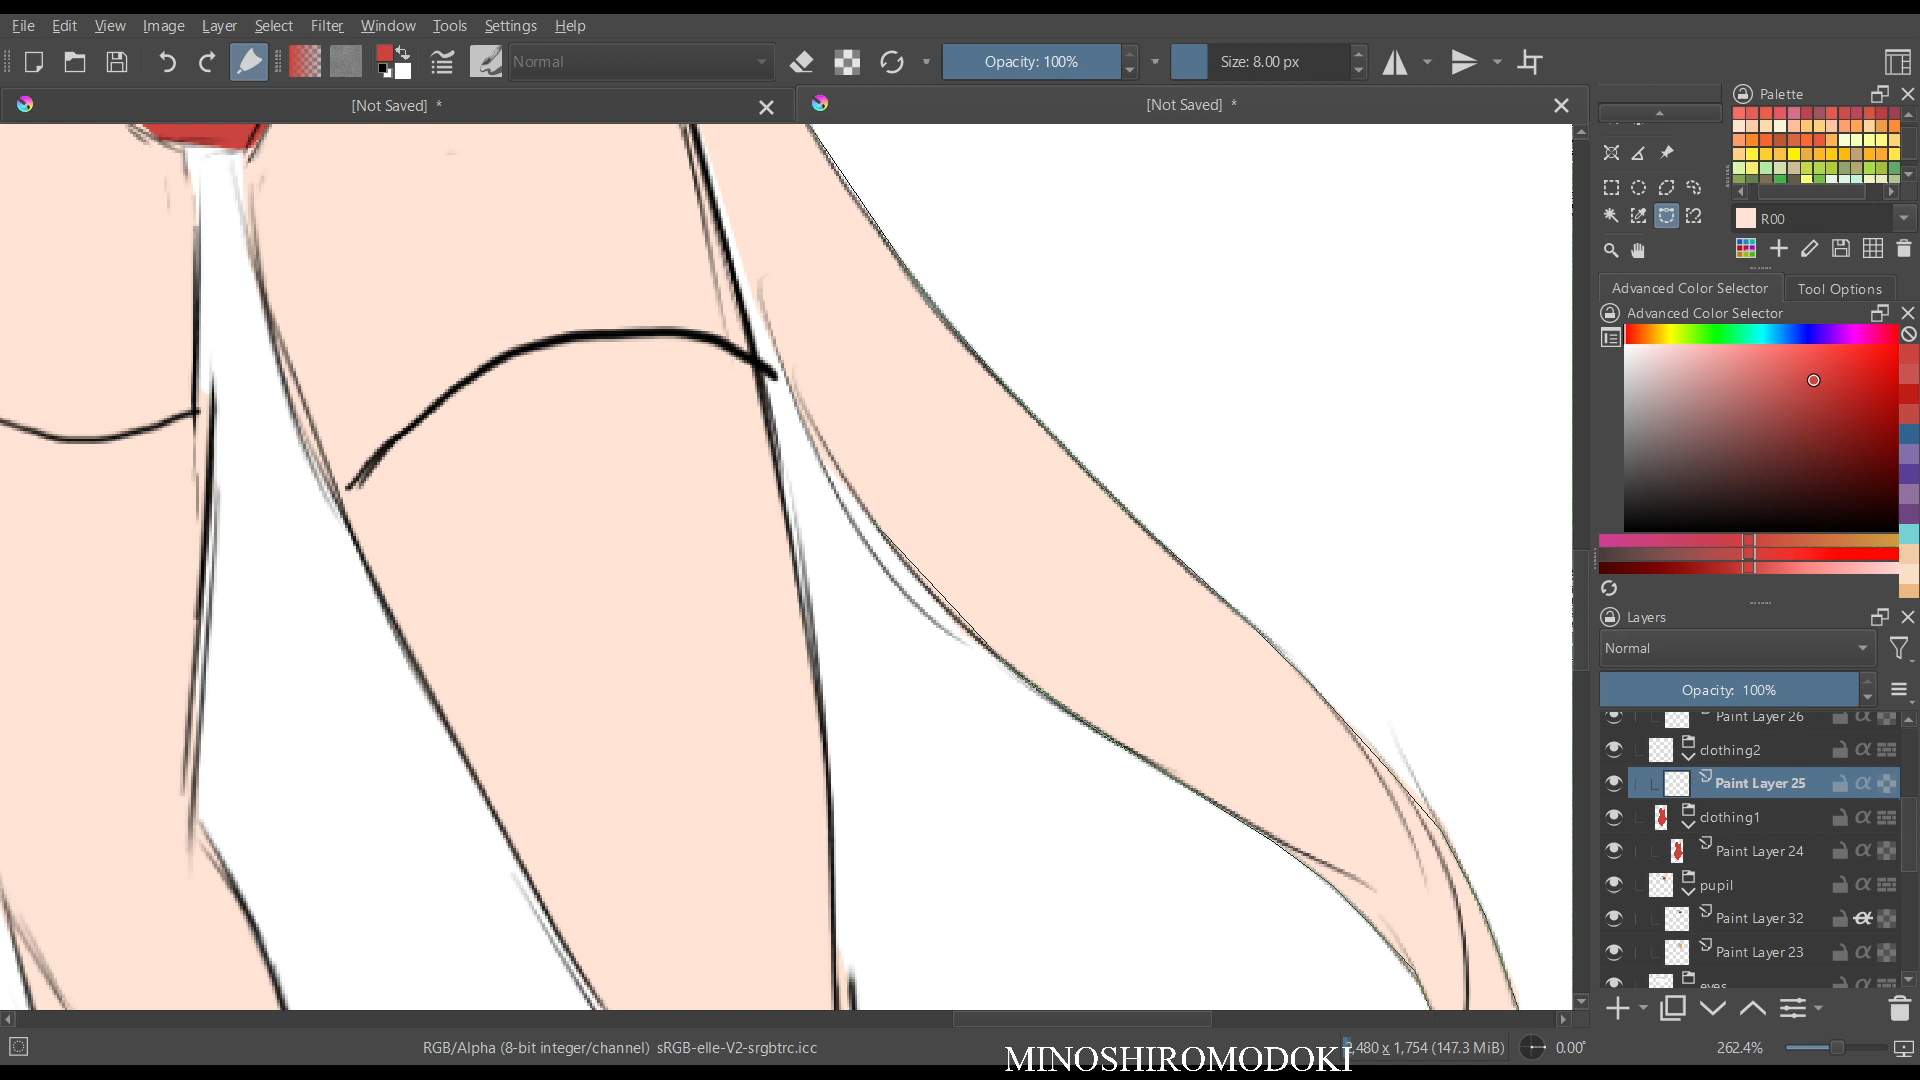 File Edit View Image Layer Select Filter Window Tools Settings Help
Normal
Opacity: 100%
Size: 8.00 px
[Not Saved] *
[Not Saved] *
Palette
R00
Advanced Color Selector
Tool Options
Advanced Color Selector
Layers
Normal
Opacity: 100%
Paint Layer 26
clothing2
Paint Layer 25
clothing1
Paint Layer 24
pupil
Paint Layer 32
Paint Layer 23
eyes
RGB/Alpha (8-bit integer/channel) sRGB-elle-V2-srgbtrc.icc
MINOSHIROMODOKI
2,480 x 1,754 (147.3 MiB)
0.00°
262.4%